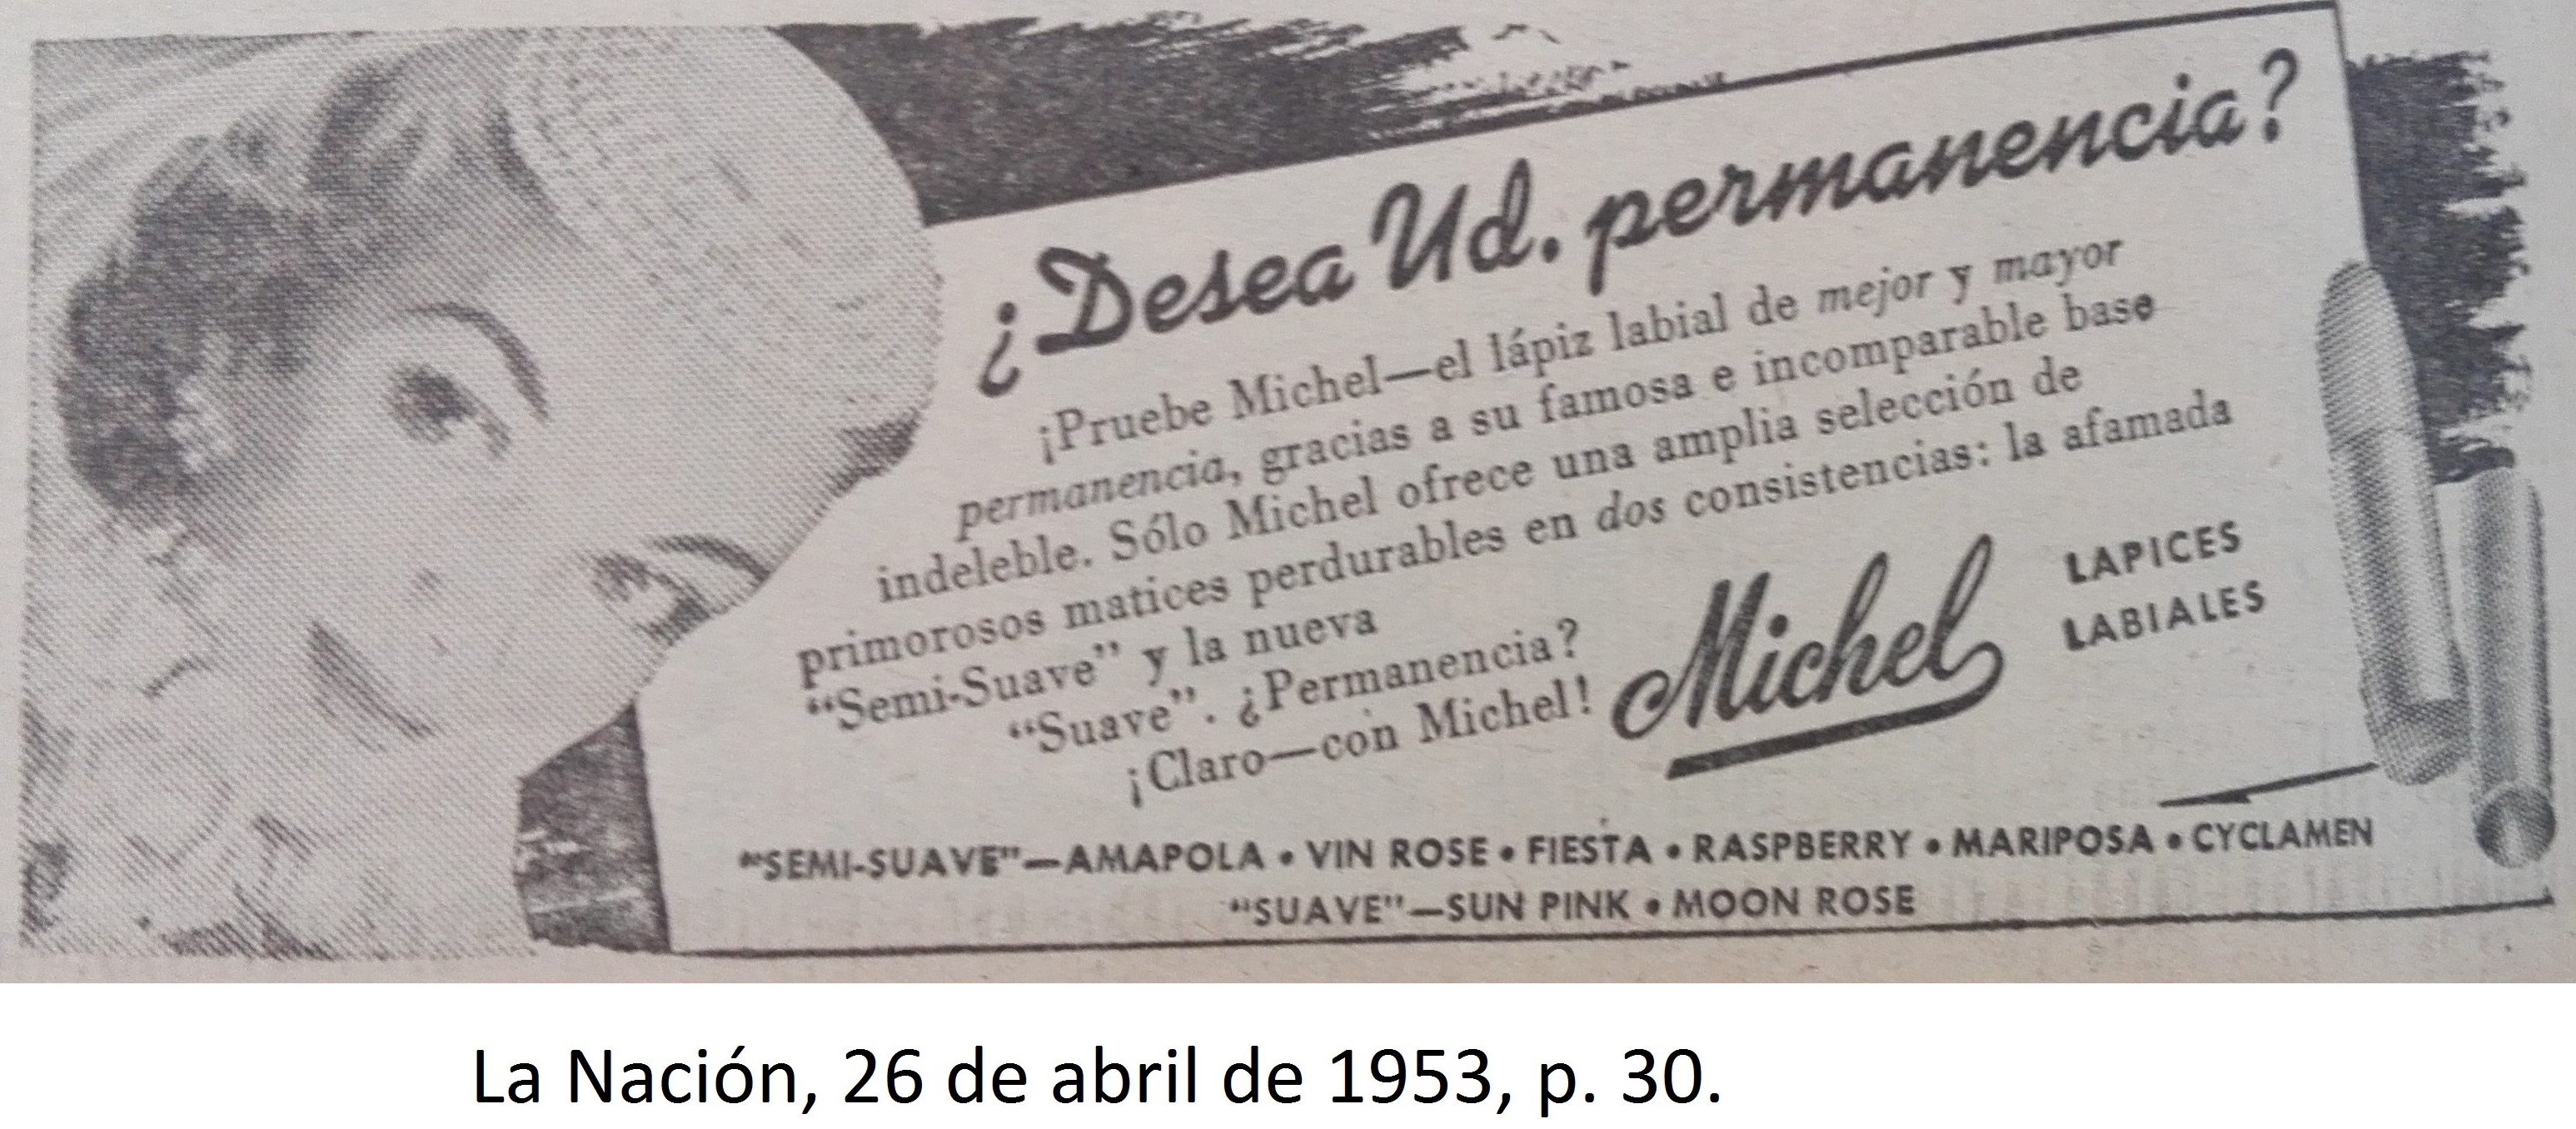 ¿Desea Ud. permanencia?
¡Pruebe Michel—el lápiz labial de mejor y mayor
permanencia, gracias a su famosa e incomparable base
indeleble. Sólo Michel ofrece una amplia selección de
primorosos matices perdurables en dos consistencias: la afamada
“Semi-Suave” y la nueva
“Suave”. ¿Permanencia?
¡Claro—con Michel!
Michel
LAPICES
LABIALES
“SEMI-SUAVE”—AMAPOLA • VIN ROSE • FIESTA • RASPBERRY • MARIPOSA • CYCLAMEN
“SUAVE”—SUN PINK • MOON ROSE
La Nación, 26 de abril de 1953, p. 30.